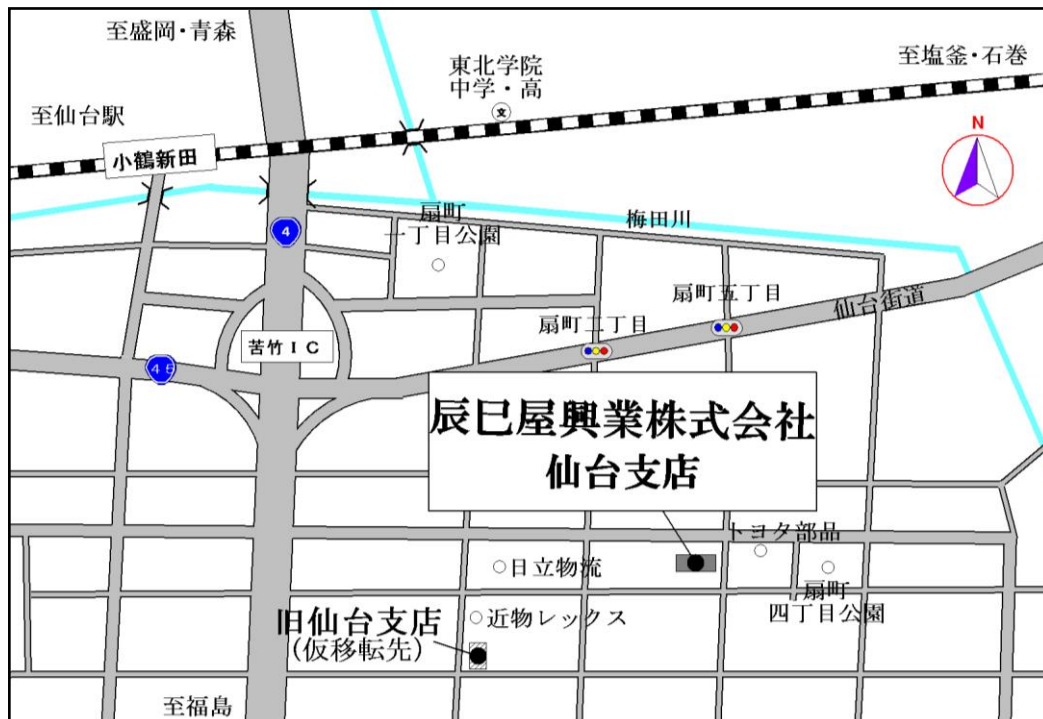 至盛岡・青森
東北学院
中学・高
至塩釜・石巻
至仙台駅
文
N
小鶴新田
扇町
一丁目公園
梅田川
4
扇町五丁目
仙台街道
扇町二丁目
苦竹IC
45
辰巳屋興業株式会社
仙台支店
トヨタ部品
日立物流
扇町
四丁目公園
近物レックス
旧仙台支店
(仮移転先)
至福島